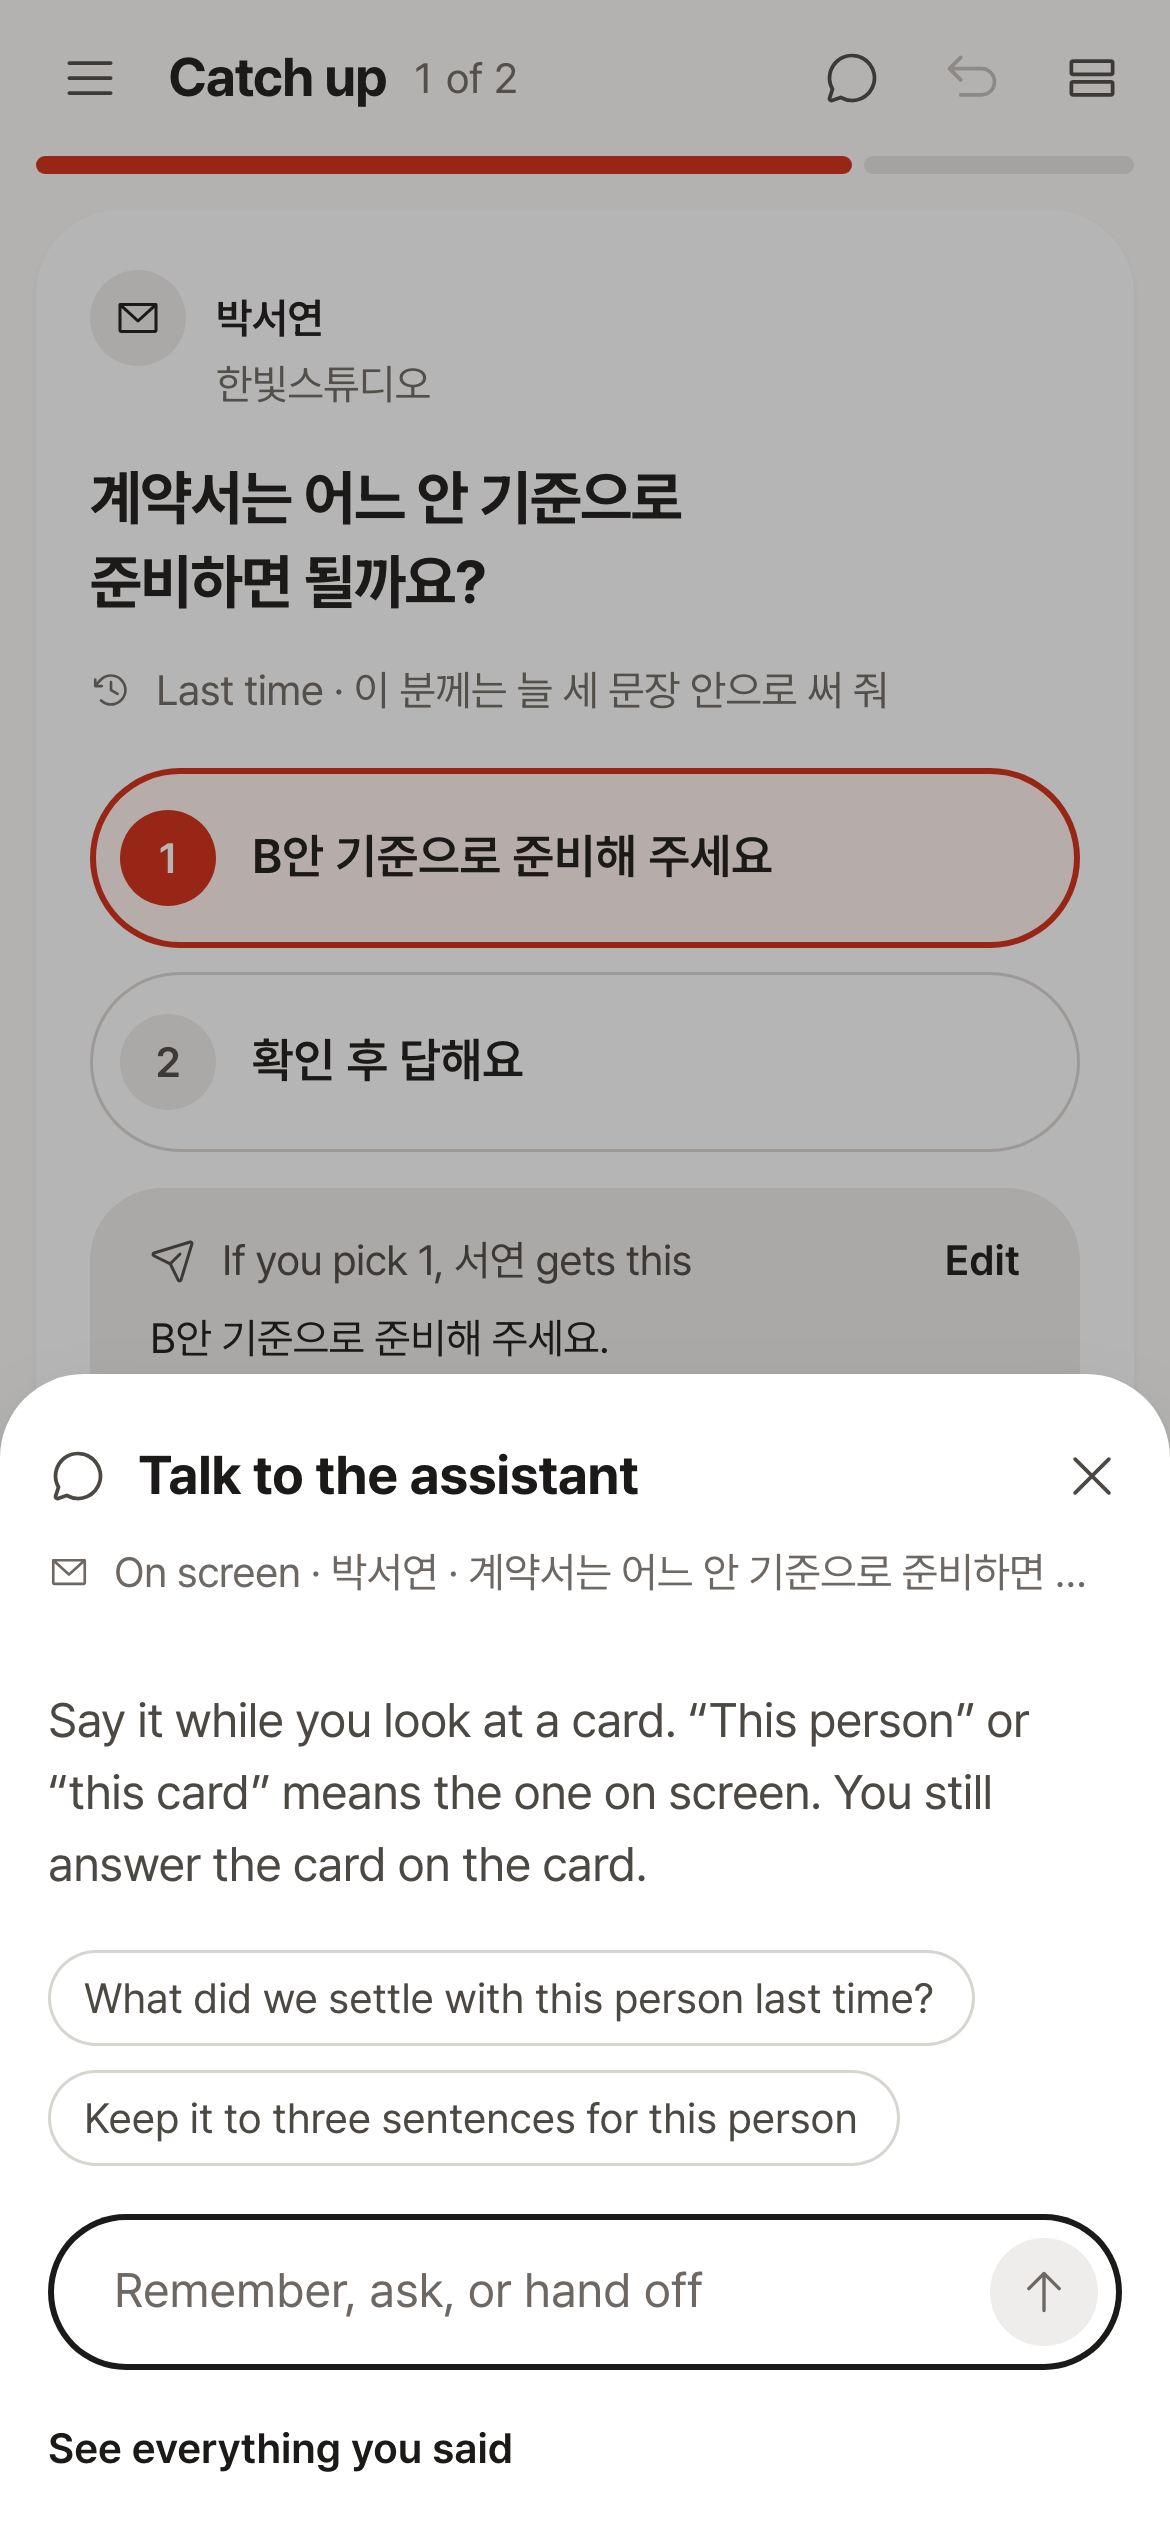 Catch up 1 of 2
박서연
한빛스튜디오
계약서는 어느 안 기준으로
준비하면 될까요?
Last time · 이 분께는 늘 세 문장 안으로 써 줘
1 B안 기준으로 준비해 주세요
2 확인 후 답해요
If you pick 1, 서연 gets this Edit
B안 기준으로 준비해 주세요.
Talk to the assistant
On screen · 박서연 · 계약서는 어느 안 기준으로 준비하면 ...
Say it while you look at a card. “This person” or
“this card” means the one on screen. You still
answer the card on the card.
What did we settle with this person last time?
Keep it to three sentences for this person
Remember, ask, or hand off
See everything you said